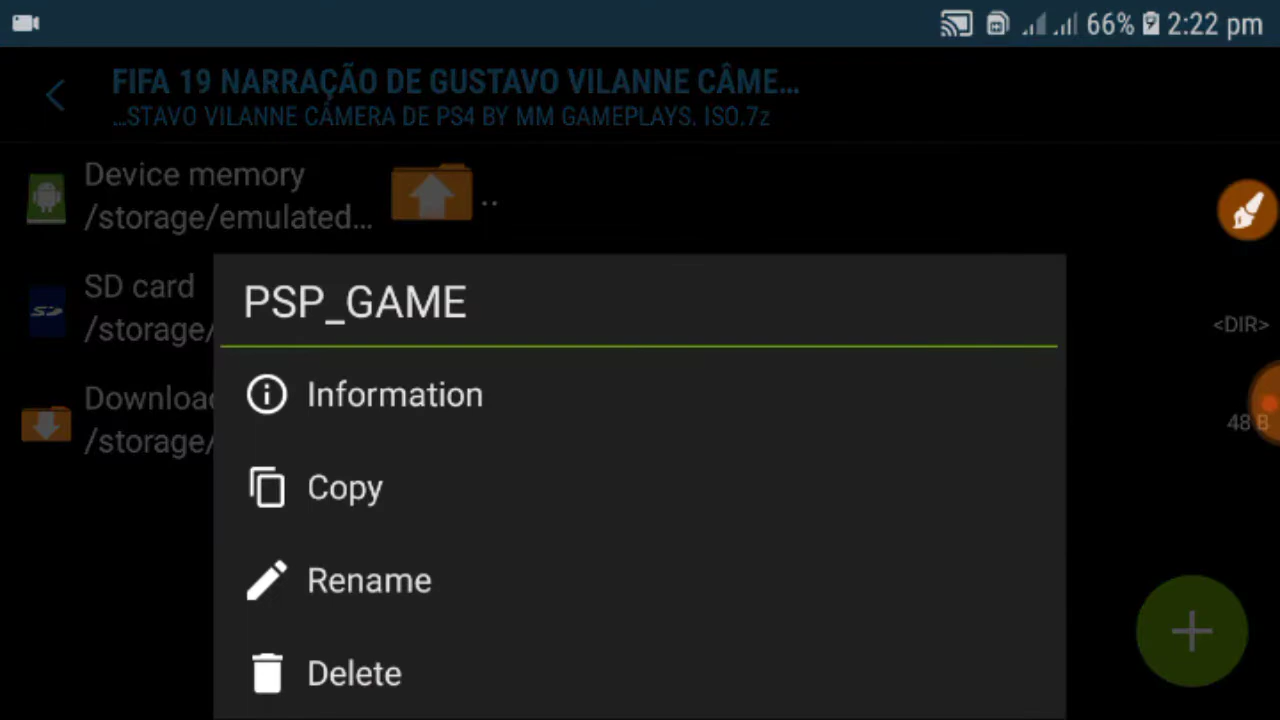 66% 2:22 pm
FIFA 19 NARRAÇÃO DE GUSTAVO VILANNE CÂME...
...STAVO VILANNE CÂMERA DE PS4 BY MM GAMEPLAYS. ISO.7z
Device memory
/storage/emulated...
..
SD card
/storage/
<DIR>
Downloa
/storage/
48 B
PSP_GAME
Information
Copy
Rename
Delete